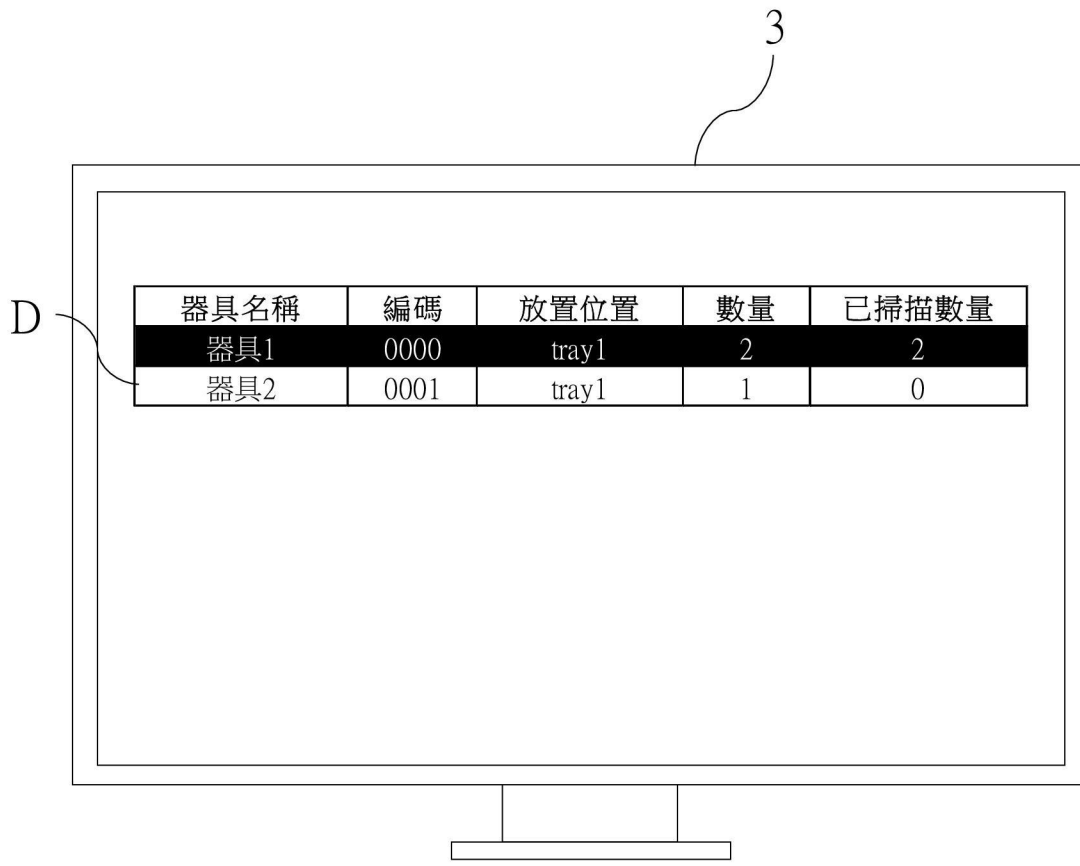 3
D
器具名稱 編碼 放置位置 數量 已掃描數量
器具1 0000 tray1 2 2
器具2 0001 tray1 1 0